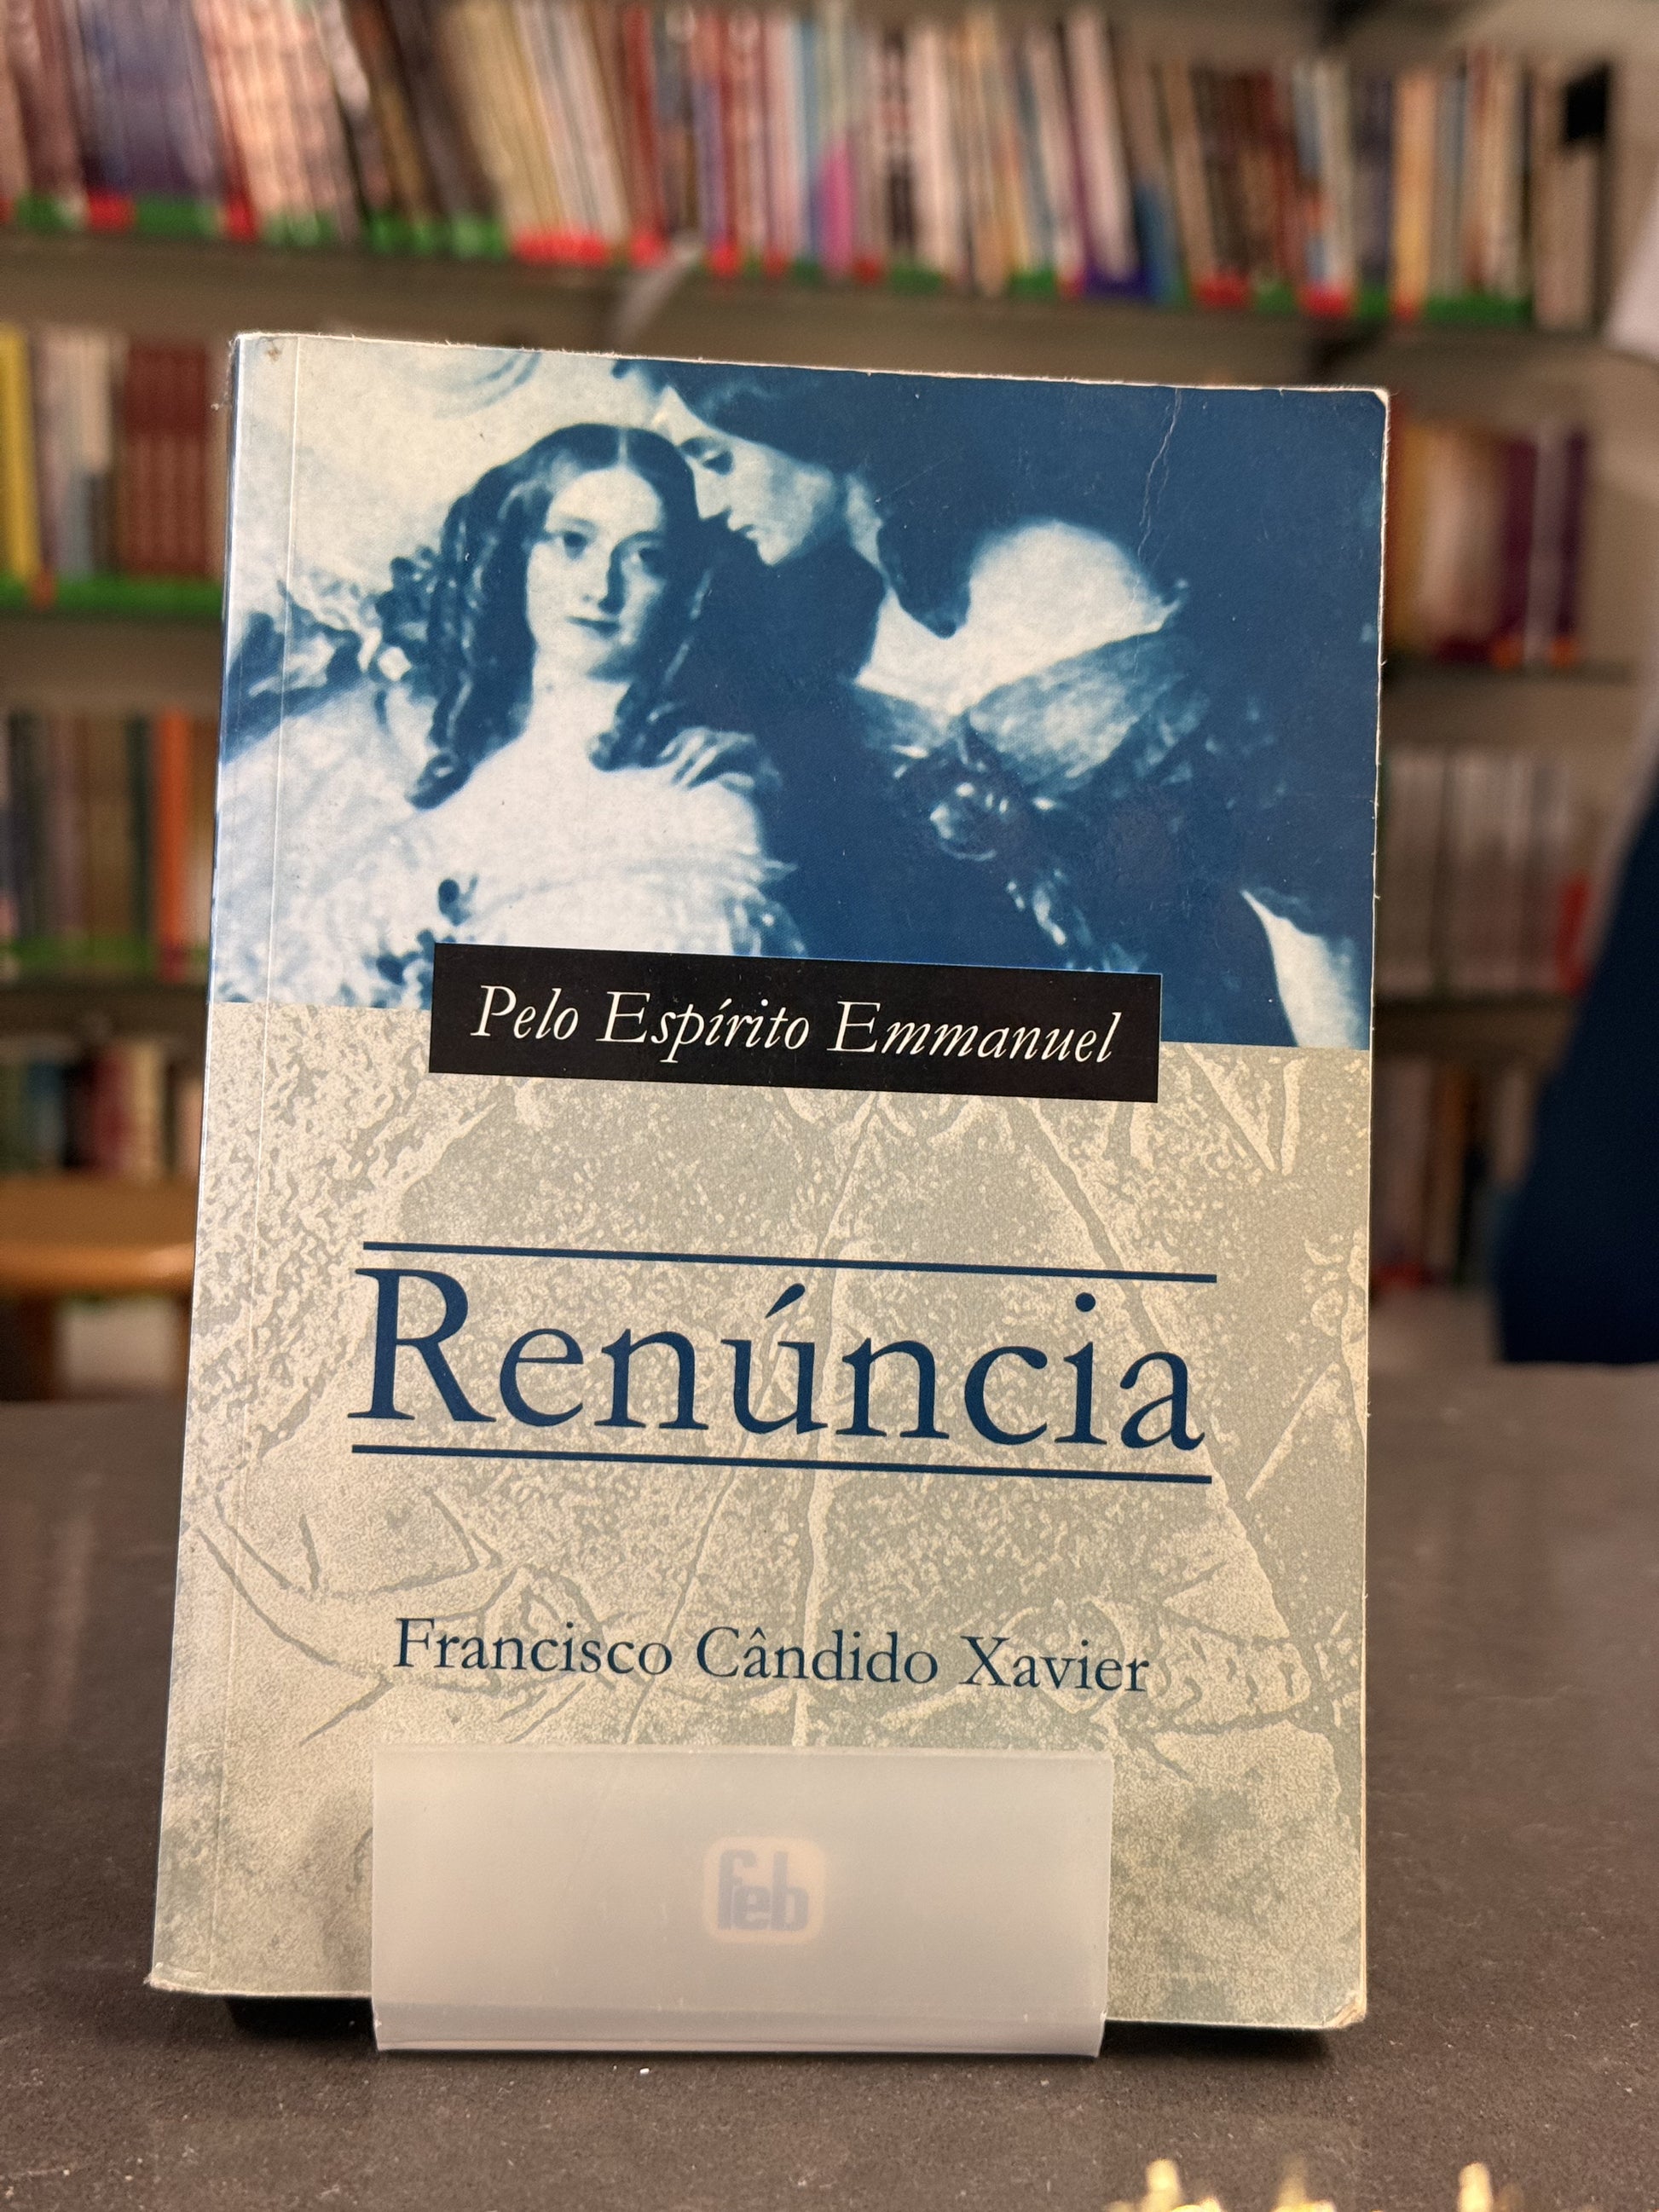 Pelo Espírito Emmanuel
Renúncia
Francisco Cândido Xavier
feb